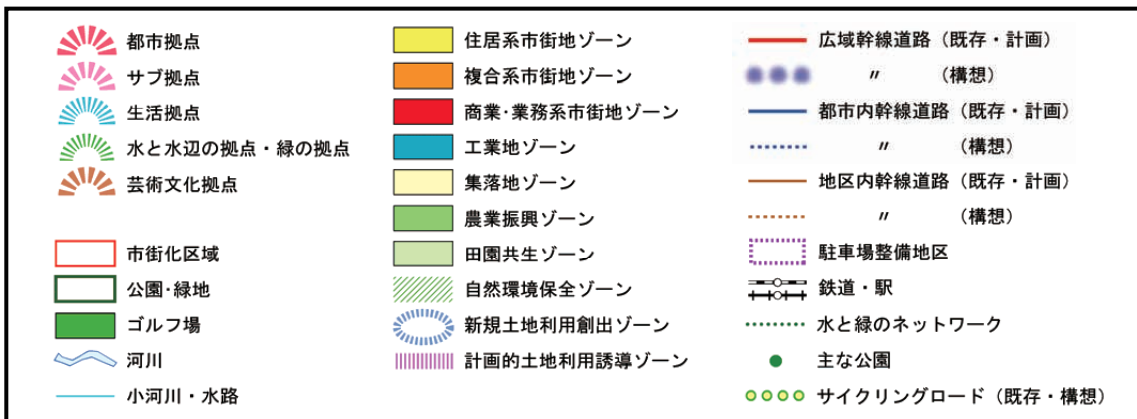 都市拠点
サブ拠点
生活拠点
水と水辺の拠点・緑の拠点
芸術文化拠点
市街化区域
公園・緑地
ゴルフ場
河川
小河川・水路
住居系市街地ゾーン
複合系市街地ゾーン
商業・業務系市街地ゾーン
工業地ゾーン
集落地ゾーン
農業振興ゾーン
田園共生ゾーン
自然環境保全ゾーン
新規土地利用創出ゾーン
計画的土地利用誘導ゾーン
広域幹線道路（既存・計画）
〃　（構想）
都市内幹線道路（既存・計画）
〃　（構想）
地区内幹線道路（既存・計画）
〃　（構想）
駐車場整備地区
鉄道・駅
水と緑のネットワーク
主な公園
サイクリングロード（既存・構想）